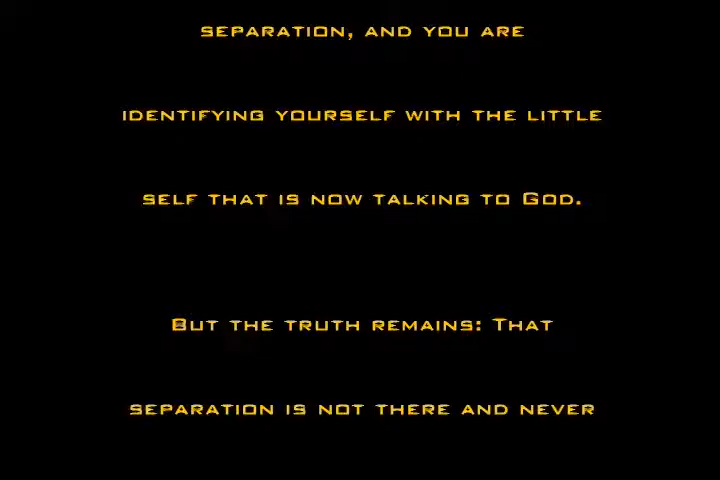 separation, and you are
identifying yourself with the little
self that is now talking to God.
But the truth remains: That
separation is not there and never